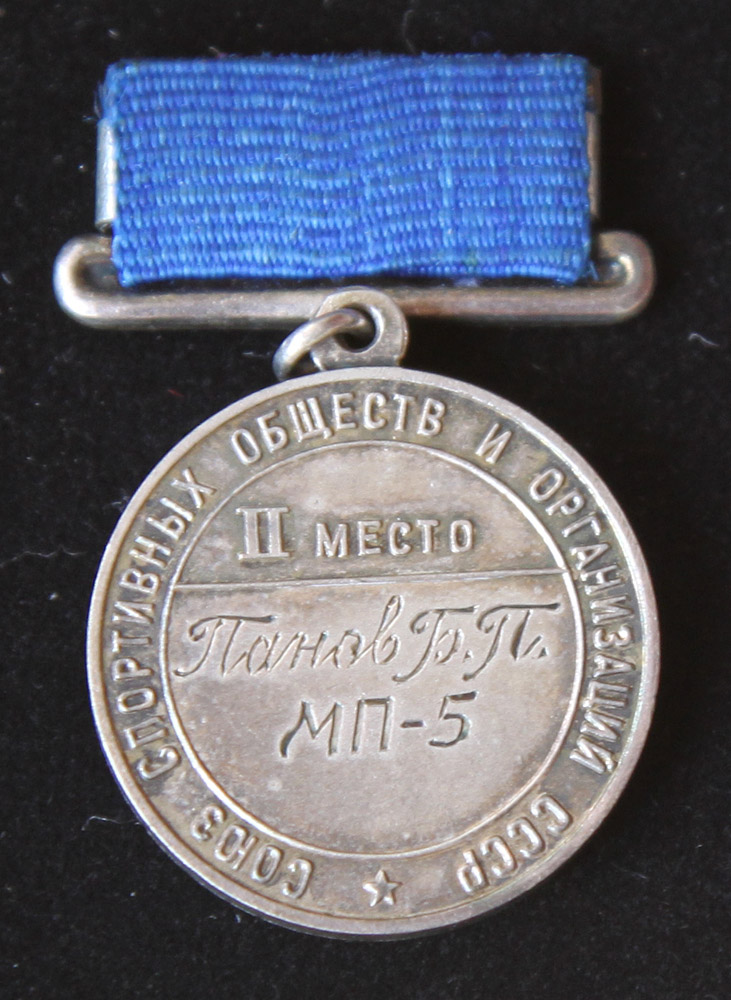 СОЮЗ СПОРТИВНЫХ ОБЩЕСТВ И ОРГАНИЗАЦИЙ СССР
II МЕСТО
Панов Б.П.
МП-5